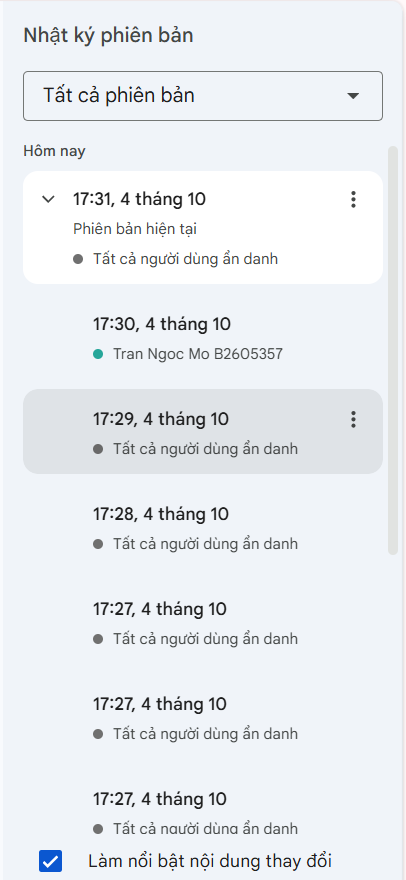 Nhật ký phiên bản
Tất cả phiên bản
Hôm nay
17:31, 4 tháng 10
Phiên bản hiện tại
Tất cả người dùng ẩn danh
17:30, 4 tháng 10
Tran Ngoc Mo B2605357
17:29, 4 tháng 10
Tất cả người dùng ẩn danh
17:28, 4 tháng 10
Tất cả người dùng ẩn danh
17:27, 4 tháng 10
Tất cả người dùng ẩn danh
17:27, 4 tháng 10
Tất cả người dùng ẩn danh
17:27, 4 tháng 10
Tất cả người dùng ẩn danh
Làm nổi bật nội dung thay đổi